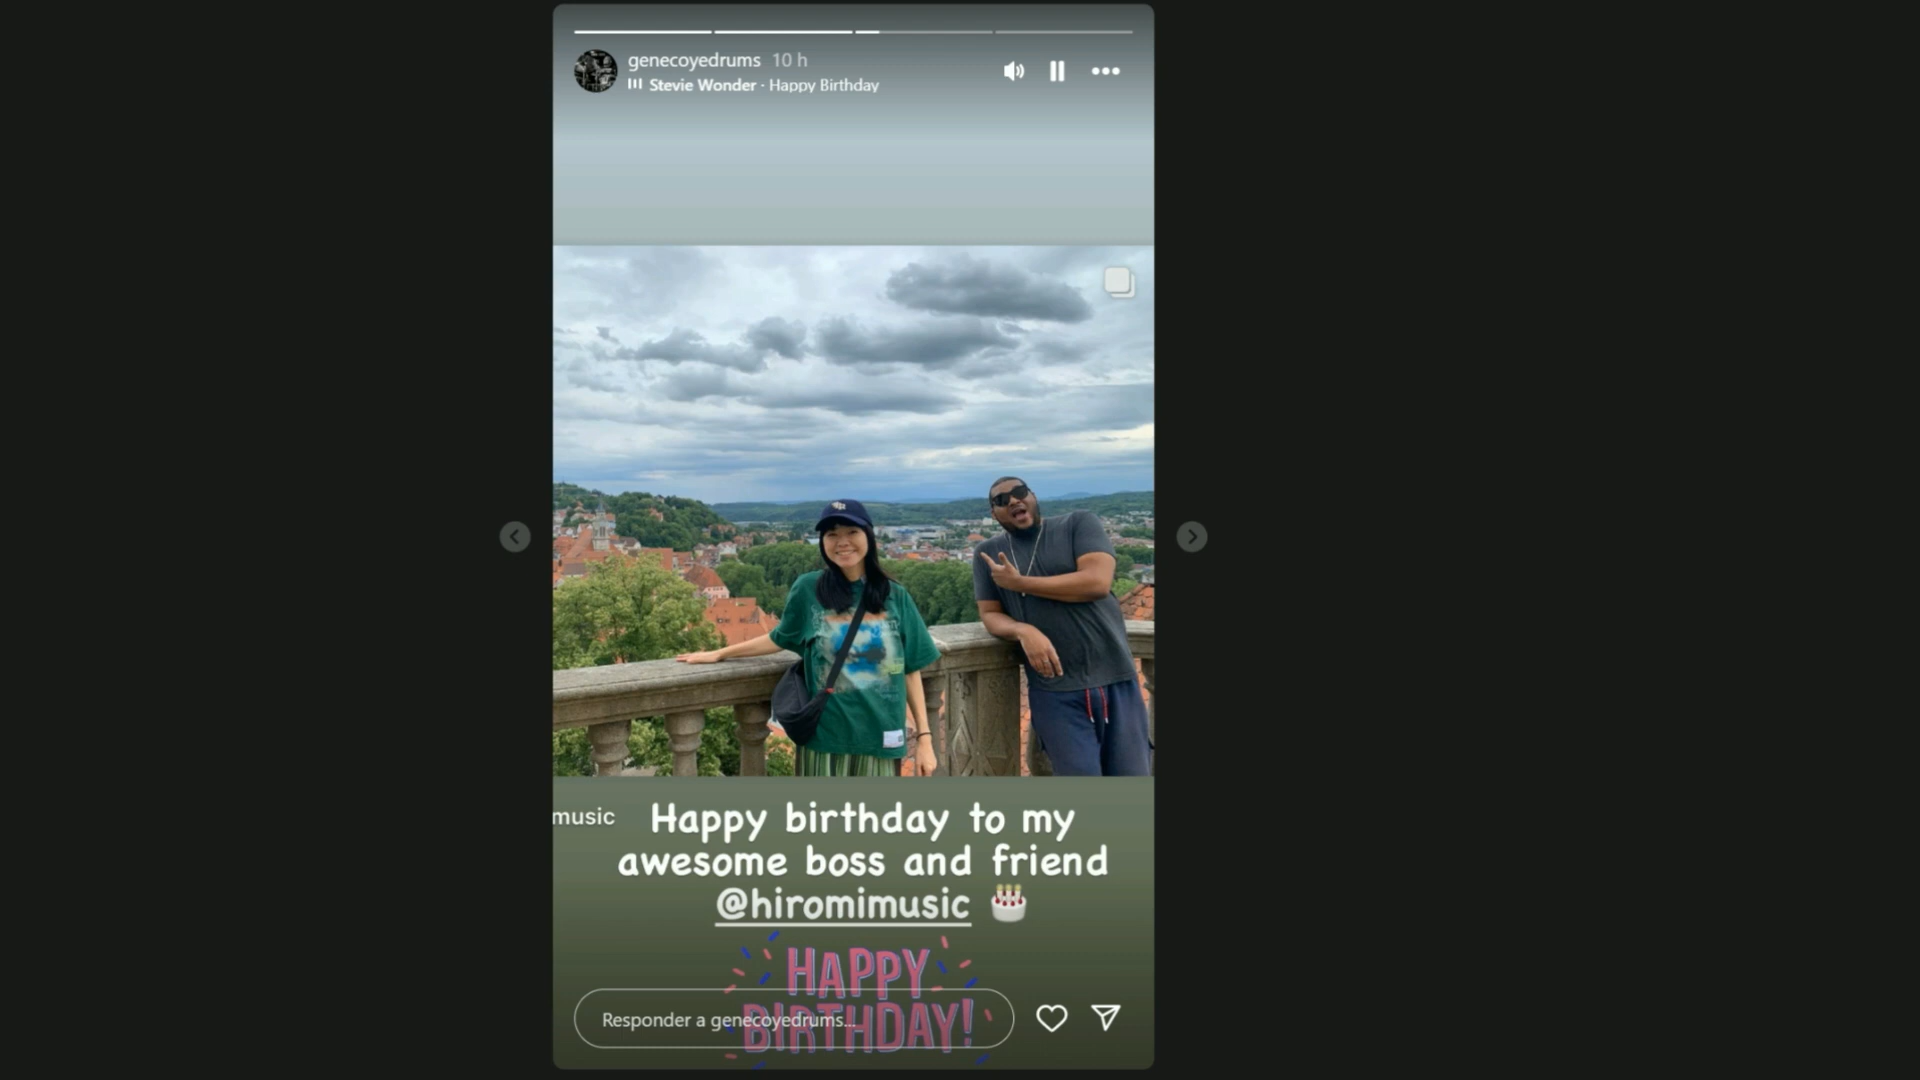 genecoyedrums 10 h
Stevie Wonder · Happy Birthday
music
Happy birthday to my
awesome boss and friend
@hiromimusic 🎂
HAPPY
BIRTHDAY!
Responder a genecoyedrums...